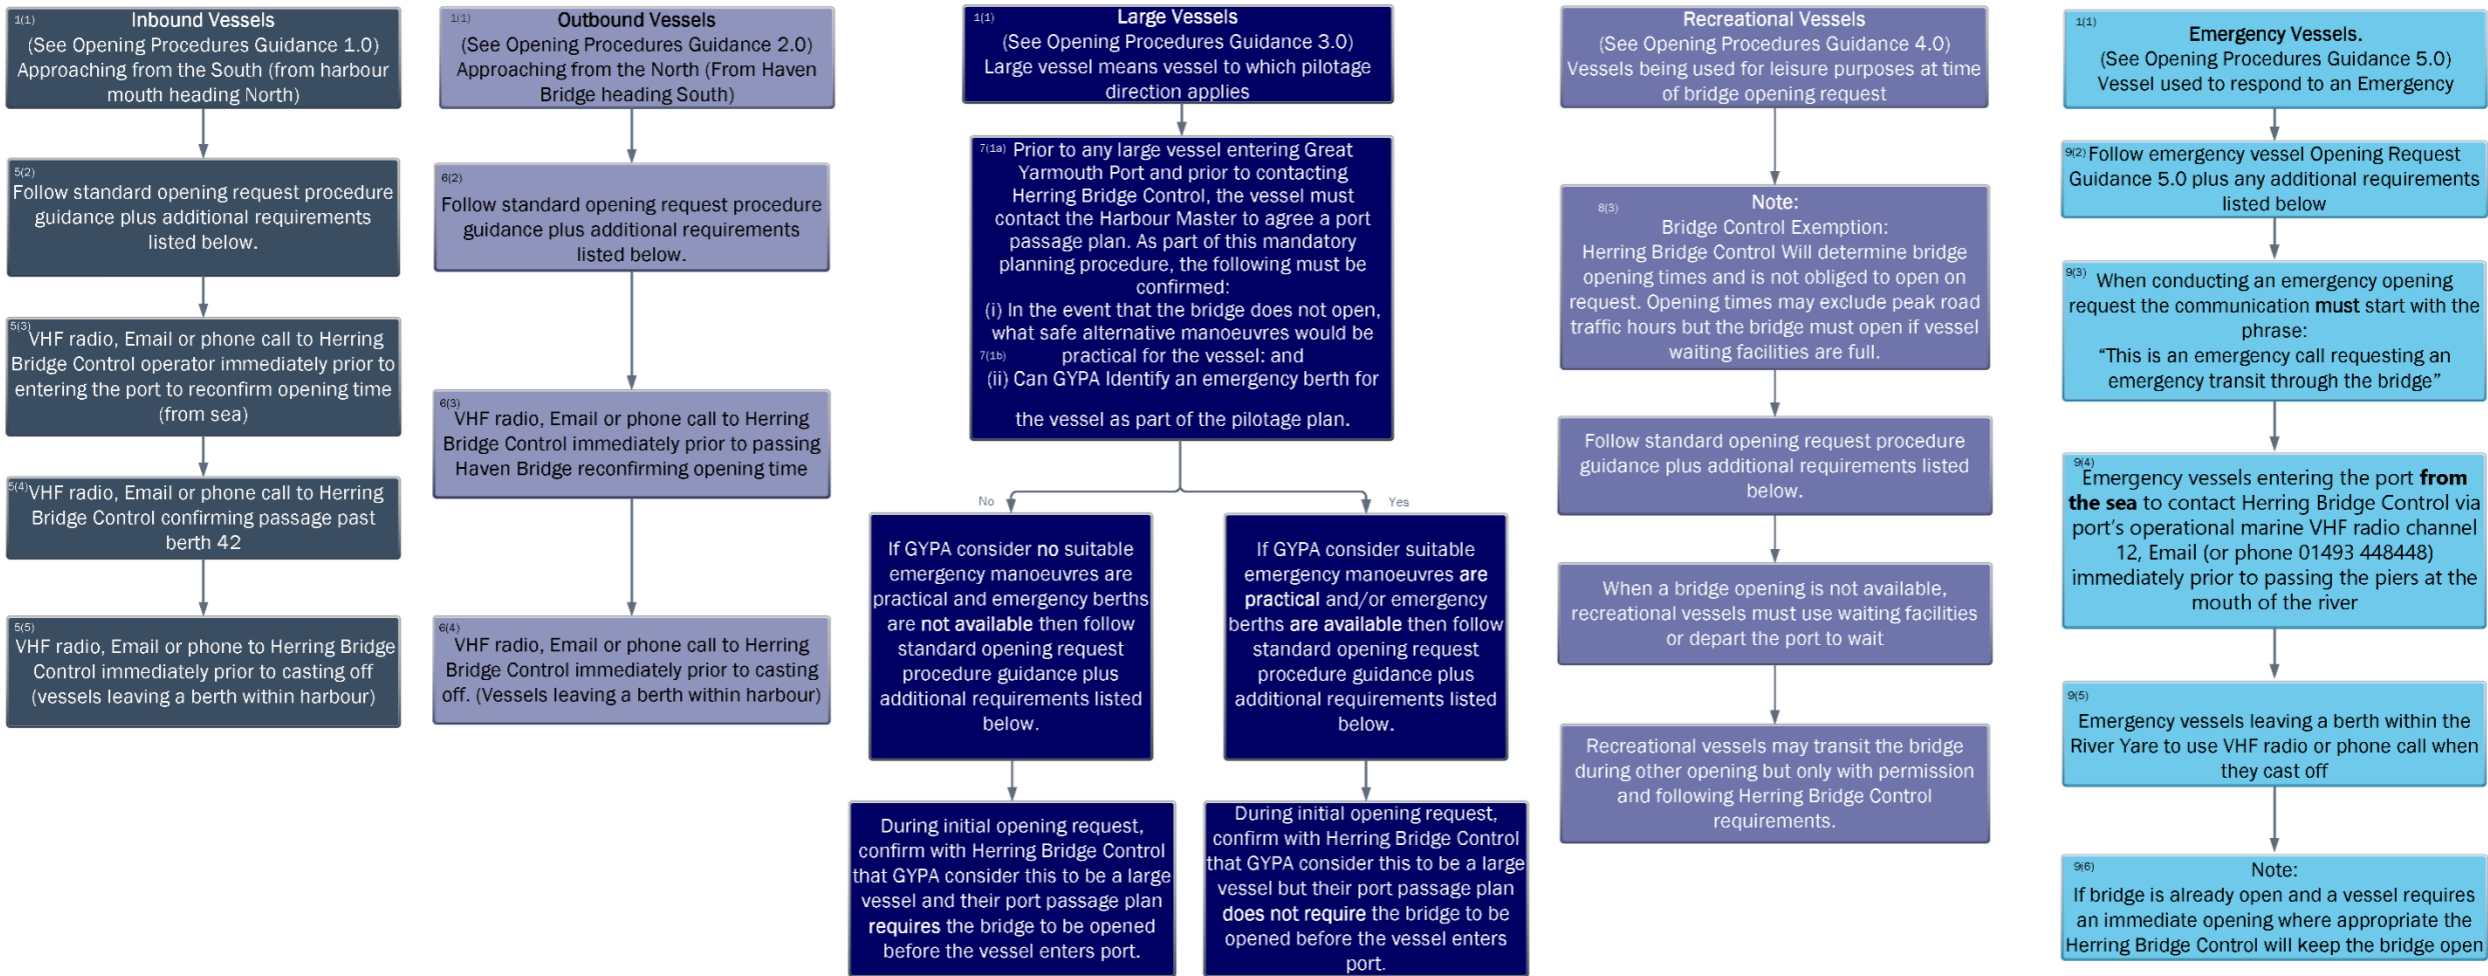 1(1)
Inbound Vessels
(See Opening Procedures Guidance 1.0)
Approaching from the South (from harbour
mouth heading North)
5(2)
Follow standard opening request procedure
guidance plus additional requirements
listed below.
5(3)
VHF radio, Email or phone call to Herring
Bridge Control operator immediately prior to
entering the port to reconfirm opening time
(from sea)
5(4)
VHF radio, Email or phone call to Herring
Bridge Control confirming passage past
berth 42
5(5)
VHF radio, Email or phone to Herring Bridge
Control immediately prior to casting off
(vessels leaving a berth within harbour)
1(1)
Outbound Vessels
(See Opening Procedures Guidance 2.0)
Approaching from the North (From Haven
Bridge heading South)
6(2)
Follow standard opening request procedure
guidance plus additional requirements
listed below.
6(3)
VHF radio, Email or phone call to Herring
Bridge Control immediately prior to passing
Haven Bridge reconfirming opening time
6(4)
VHF radio, Email or phone call to Herring
Bridge Control immediately prior to casting
off. (Vessels leaving a berth within harbour)
1(1)
Large Vessels
(See Opening Procedures Guidance 3.0)
Large vessel means vessel to which pilotage
direction applies
7(1a)
Prior to any large vessel entering Great
Yarmouth Port and prior to contacting
Herring Bridge Control, the vessel must
contact the Harbour Master to agree a port
passage plan. As part of this mandatory
planning procedure, the following must be
confirmed:
(i) In the event that the bridge does not open,
what safe alternative manoeuvres would be
7(1b)
practical for the vessel: and
(ii) Can GYPA Identify an emergency berth for
the vessel as part of the pilotage plan.
No
Yes
If GYPA consider no suitable
emergency manoeuvres are
practical and emergency berths
are not available then follow
standard opening request
procedure guidance plus
additional requirements listed
below.
During initial opening request,
confirm with Herring Bridge Control
that GYPA consider this to be a large
vessel and their port passage plan
requires the bridge to be opened
before the vessel enters port.
If GYPA consider suitable
emergency manoeuvres are
practical and/or emergency
berths are available then follow
standard opening request
procedure guidance plus
additional requirements listed
below.
During initial opening request,
confirm with Herring Bridge Control
that GYPA consider this to be a large
vessel but their port passage plan
does not require the bridge to be
opened before the vessel enters
port.
Recreational Vessels
(See Opening Procedures Guidance 4.0)
Vessels being used for leisure purposes at time
of bridge opening request
8(3)
Note:
Bridge Control Exemption:
Herring Bridge Control Will determine bridge
opening times and is not obliged to open on
request. Opening times may exclude peak road
traffic hours but the bridge must open if vessel
waiting facilities are full.
Follow standard opening request procedure
guidance plus additional requirements listed
below.
When a bridge opening is not available,
recreational vessels must use waiting facilities
or depart the port to wait
Recreational vessels may transit the bridge
during other opening but only with permission
and following Herring Bridge Control
requirements.
1(1)
Emergency Vessels.
(See Opening Procedures Guidance 5.0)
Vessel used to respond to an Emergency
9(2)
Follow emergency vessel Opening Request
Guidance 5.0 plus any additional requirements
listed below
9(3)
When conducting an emergency opening
request the communication must start with the
phrase:
“This is an emergency call requesting an
emergency transit through the bridge”
9(4)
Emergency vessels entering the port from
the sea to contact Herring Bridge Control via
port's operational marine VHF radio channel
12, Email (or phone 01493 448448)
immediately prior to passing the piers at the
mouth of the river
9(5)
Emergency vessels leaving a berth within the
River Yare to use VHF radio or phone call when
they cast off
9(6)
Note:
If bridge is already open and a vessel requires
an immediate opening where appropriate the
Herring Bridge Control will keep the bridge open